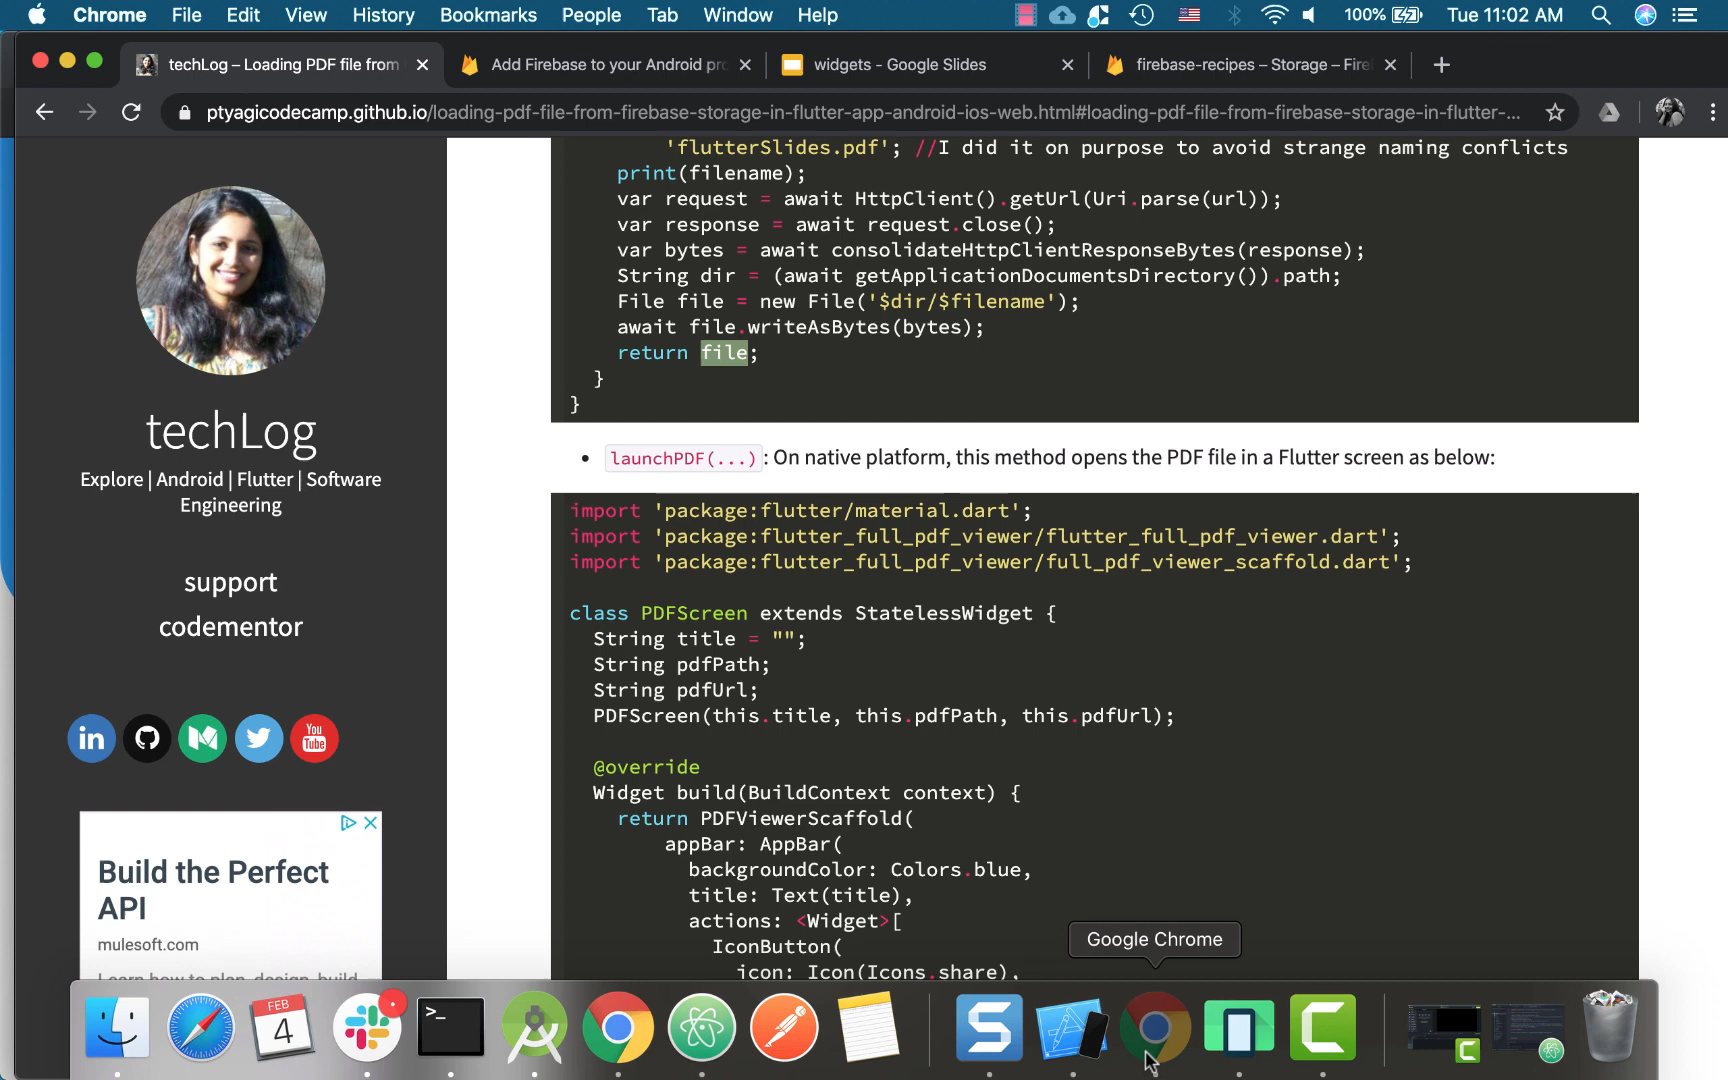 Chrome File Edit View History Bookmarks People Tab Window Help 100% Tue 11:02 AM
techLog – Loading PDF file from
Add Firebase to your Android pro
widgets - Google Slides
firebase-recipes – Storage – Fire
ptyagicodecamp.github.io/loading-pdf-file-from-firebase-storage-in-flutter-app-android-ios-web.html#loading-pdf-file-from-firebase-storage-in-flutter-...
techLog
Explore | Android | Flutter | Software
Engineering
support
codementor
in
You
Tube
Build the Perfect
API
mulesoft.com
Learn how to plan, design, build
'flutterSlides.pdf'; //I did it on purpose to avoid strange naming conflicts
print(filename);
var request = await HttpClient().getUrl(Uri.parse(url));
var response = await request.close();
var bytes = await consolidateHttpClientResponseBytes(response);
String dir = (await getApplicationDocumentsDirectory()).path;
File file = new File('$dir/$filename');
await file.writeAsBytes(bytes);
return file;
}
}
• launchPDF(...) : On native platform, this method opens the PDF file in a Flutter screen as below:
import 'package:flutter/material.dart';
import 'package:flutter_full_pdf_viewer/flutter_full_pdf_viewer.dart';
import 'package:flutter_full_pdf_viewer/full_pdf_viewer_scaffold.dart';
class PDFScreen extends StatelessWidget {
String title = "";
String pdfPath;
String pdfUrl;
PDFScreen(this.title, this.pdfPath, this.pdfUrl);
@override
Widget build(BuildContext context) {
return PDFViewerScaffold(
appBar: AppBar(
backgroundColor: Colors.blue,
title: Text(title),
actions: <Widget>[
IconButton(
icon: Icon(Icons.share),
Google Chrome
FEB
4
>_
S
C
C